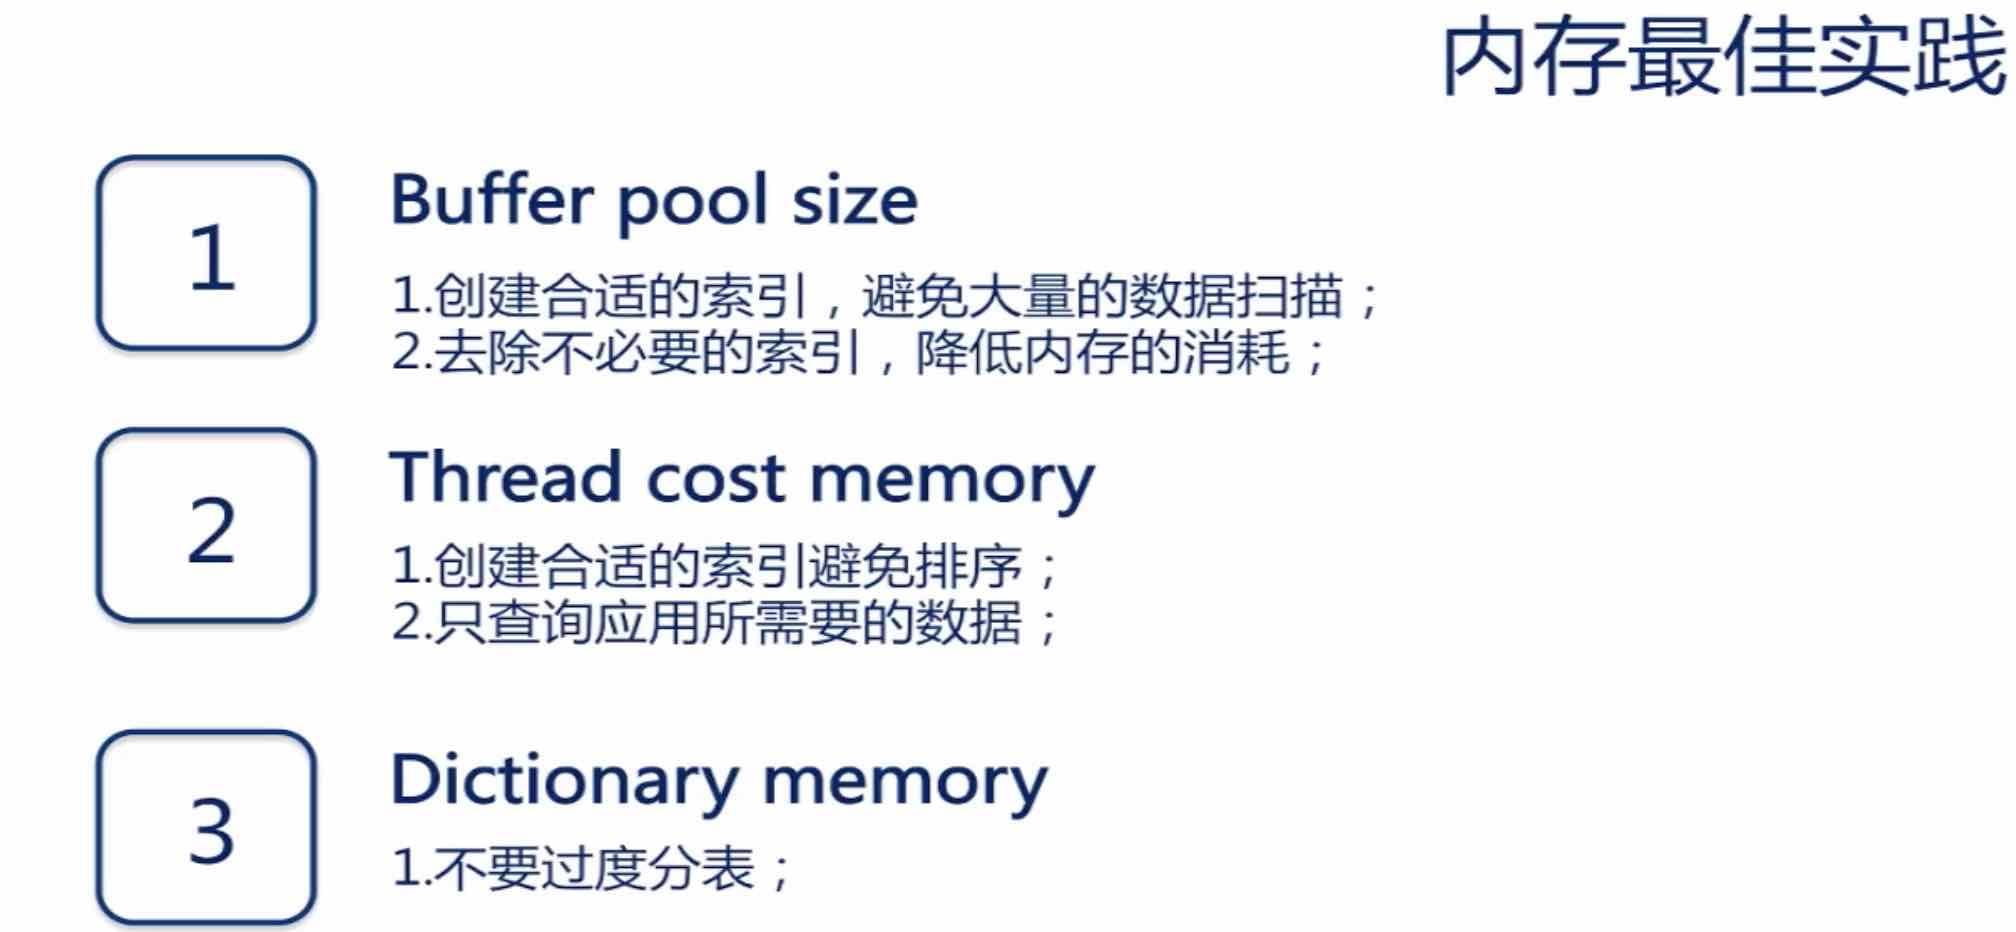 内存最佳实践
1
Buffer pool size
1.创建合适的索引，避免大量的数据扫描；
2.去除不必要的索引，降低内存的消耗；
2
Thread cost memory
1.创建合适的索引避免排序；
2.只查询应用所需要的数据；
3
Dictionary memory
1.不要过度分表；